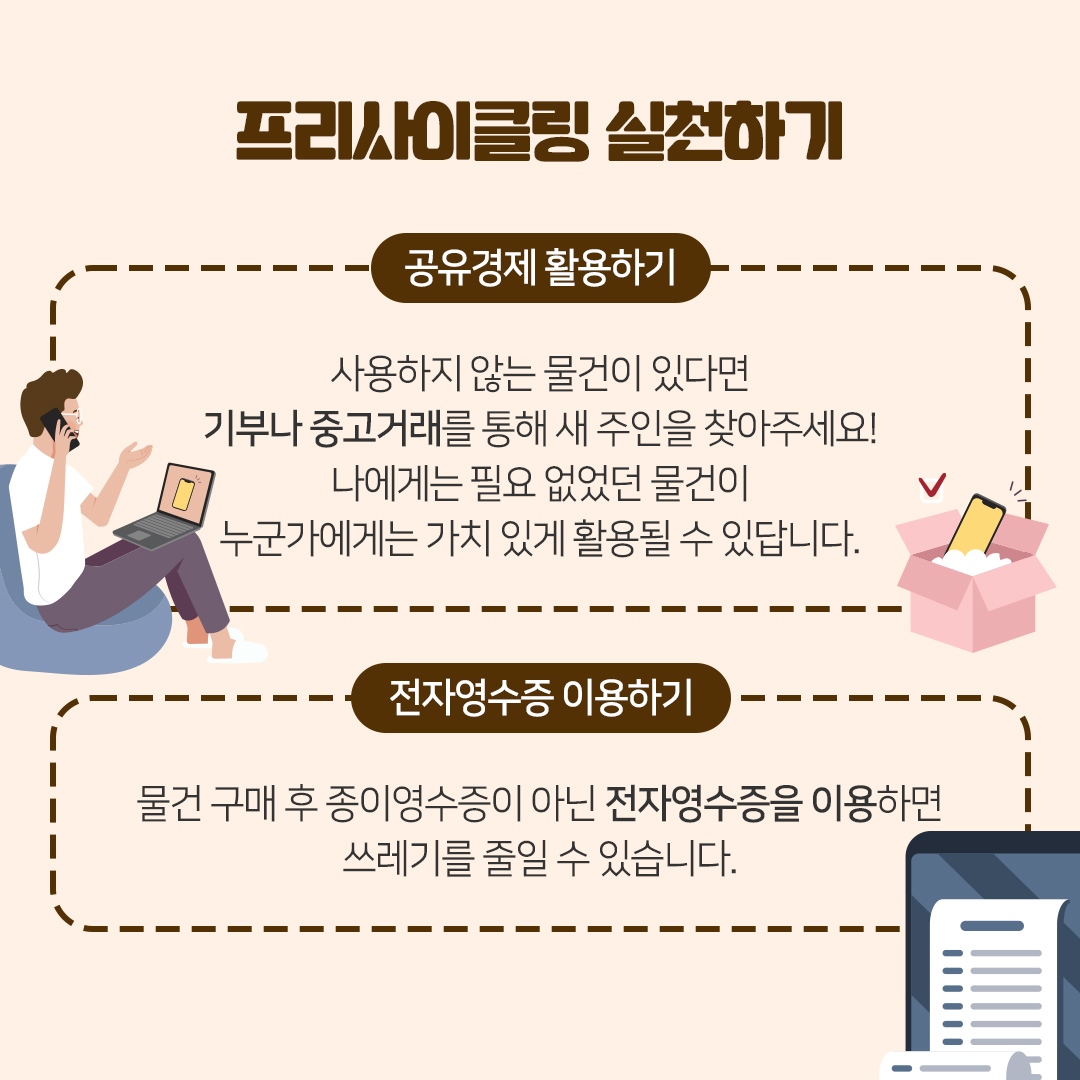 프리사이클링 실천하기
공유경제 활용하기
사용하지 않는 물건이 있다면
기부나 중고거래를 통해 새 주인을 찾아주세요!
나에게는 필요 없었던 물건이
누군가에게는 가치 있게 활용될 수 있답니다.
전자영수증 이용하기
물건 구매 후 종이영수증이 아닌 전자영수증을 이용하면
쓰레기를 줄일 수 있습니다.